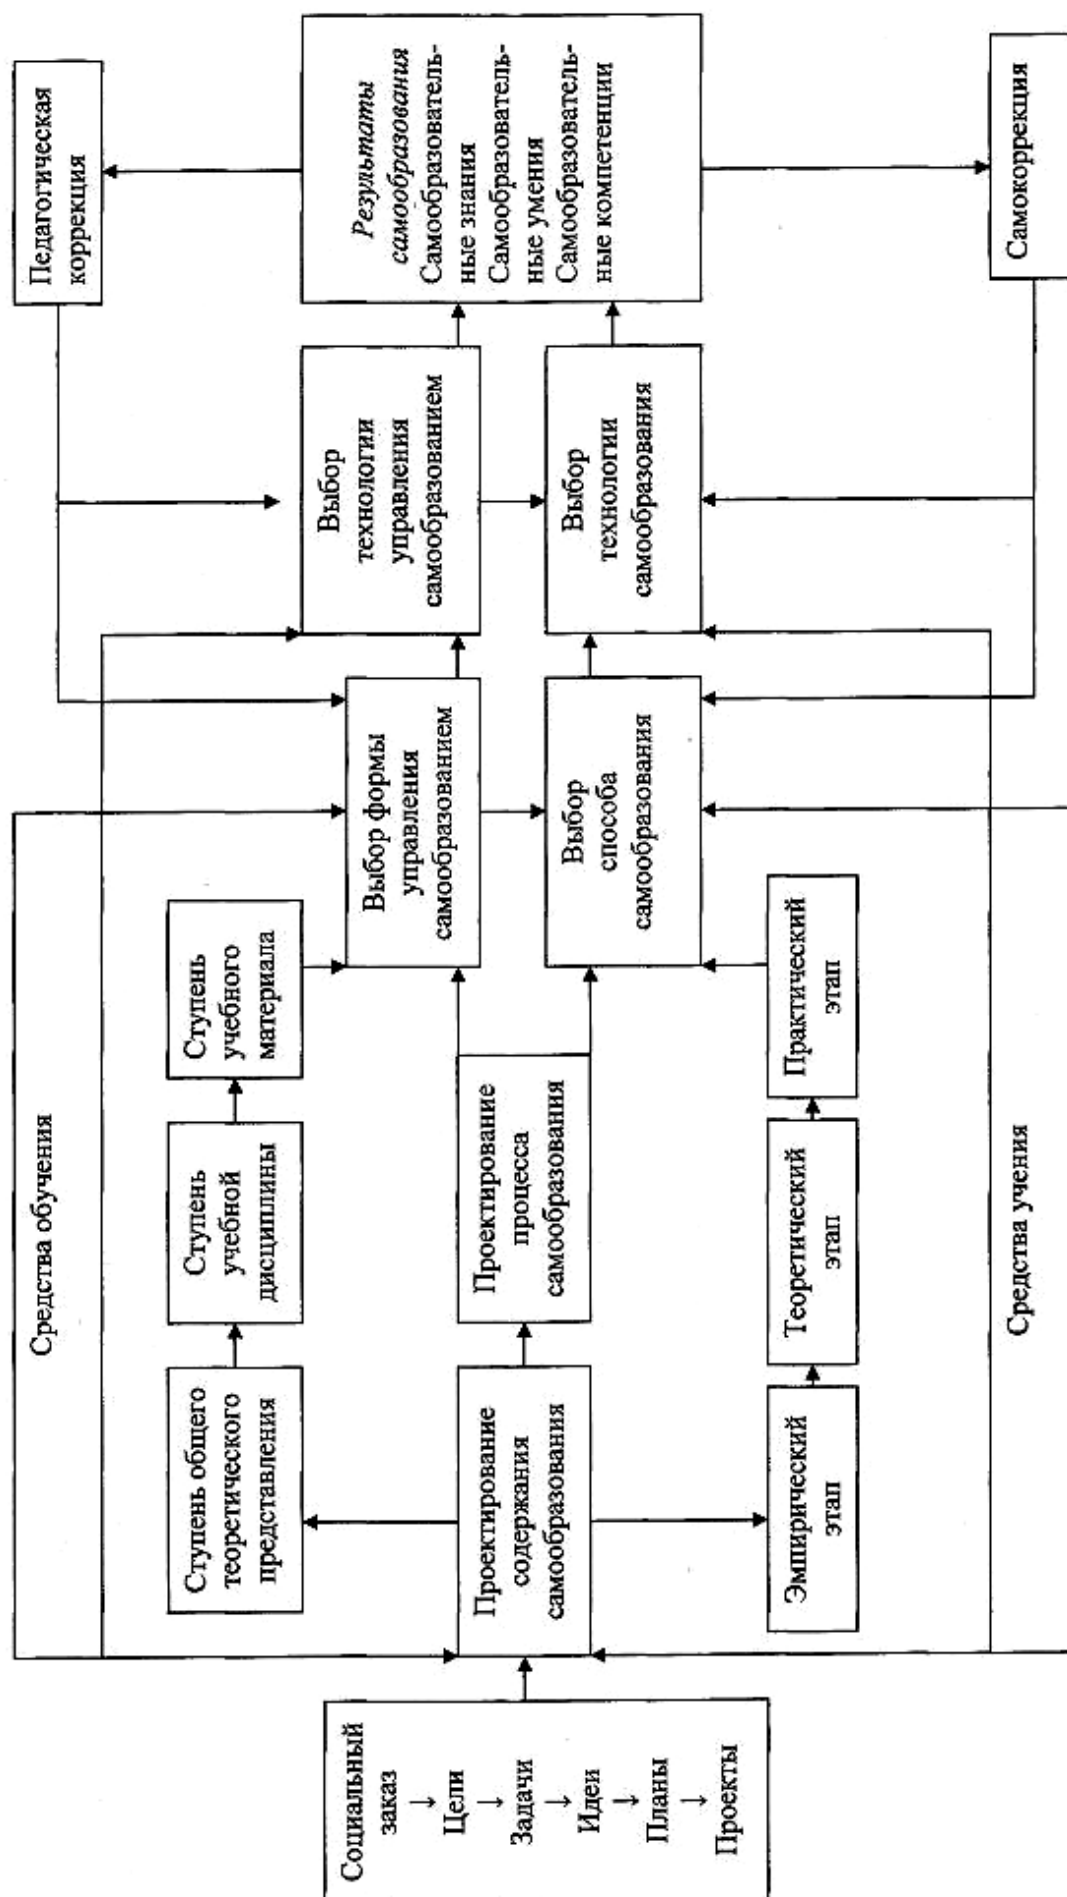 Социальный
заказ
↓
Цели
↓
Задачи
↓
Идеи
↓
Планы
↓
Проекты
Средства обучения
Ступень общего
теоретического
представления
Ступень
учебной
дисциплины
Ступень
учебного
материала
Проектирование
содержания
самообразования
Проектирование
процесса
самообразования
Эмпирический
этап
Теоретический
этап
Практический
этап
Средства учения
Выбор формы
управления
самообразованием
Выбор
способа
самообразования
Выбор
технологии
управления
самообразованием
Выбор
технологии
самообразования
Педагогическая
коррекция
Результаты
самообразования
Самообразователь-
ные знания
Самообразователь-
ные умения
Самообразователь-
ные компетенции
Самокоррекция